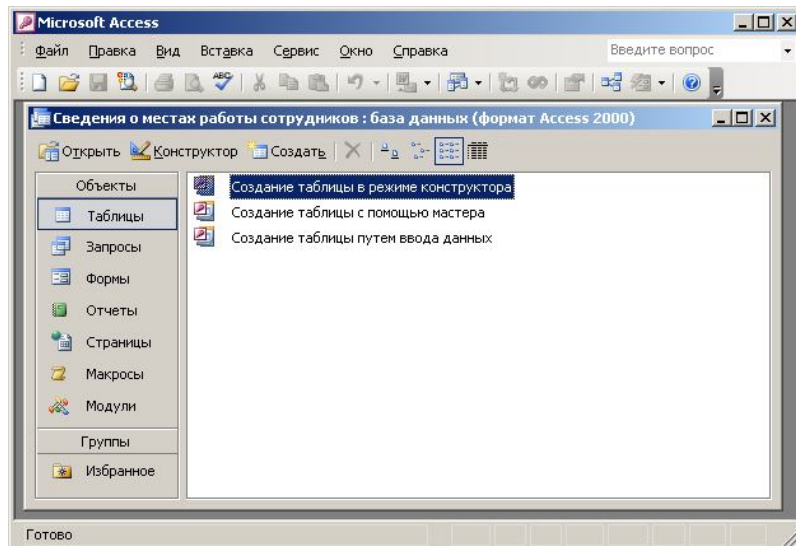 Microsoft Access
Файл Правка Вид Вставка Сервис Окно Справка Введите вопрос
Сведения о местах работы сотрудников : база данных (формат Access 2000)
Открыть Конструктор Создать
Объекты
Таблицы
Запросы
Формы
Отчеты
Страницы
Макросы
Модули
Группы
Избранное
Создание таблицы в режиме конструктора
Создание таблицы с помощью мастера
Создание таблицы путем ввода данных
Готово